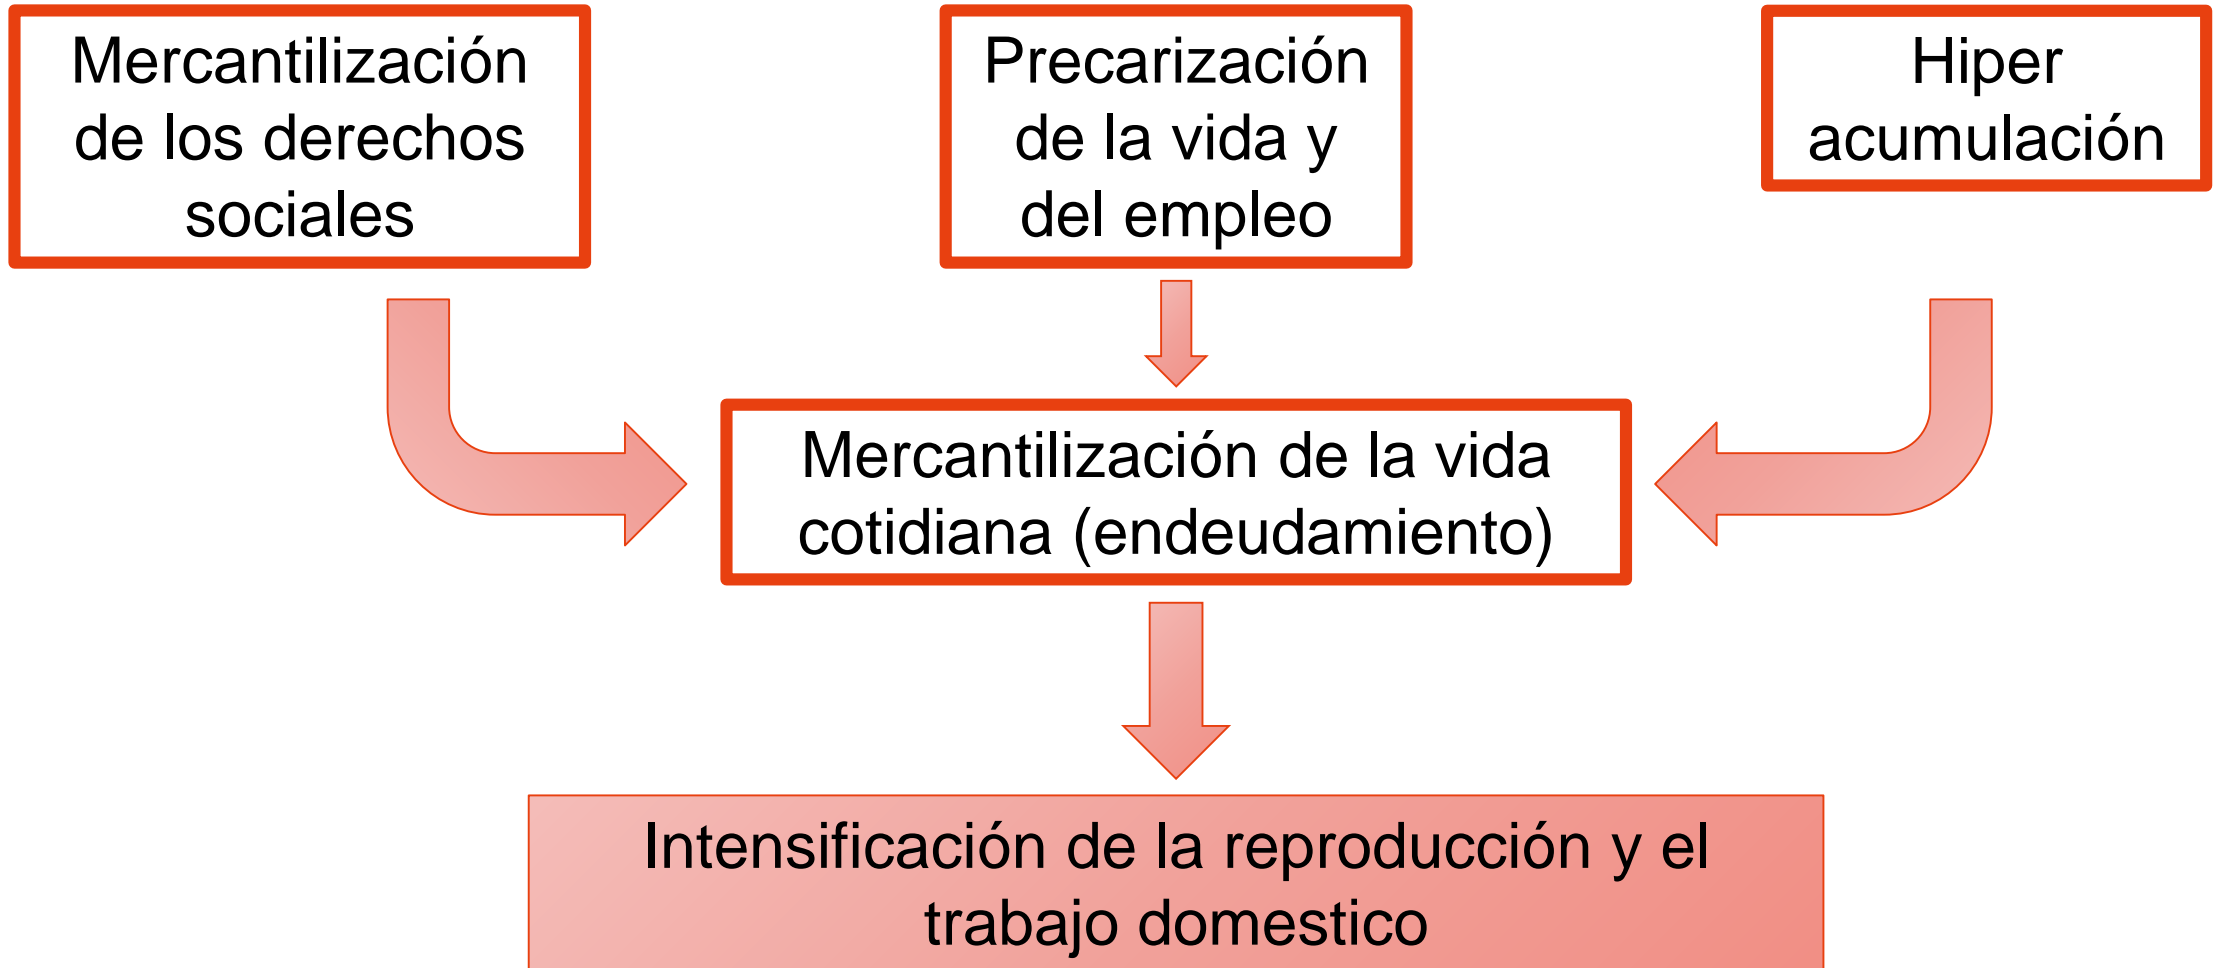 Mercantilización
de los derechos
sociales
Precarización
de la vida y
del empleo
Hiper
acumulación
Mercantilización de la vida
cotidiana (endeudamiento)
Intensificación de la reproducción y el
trabajo domestico